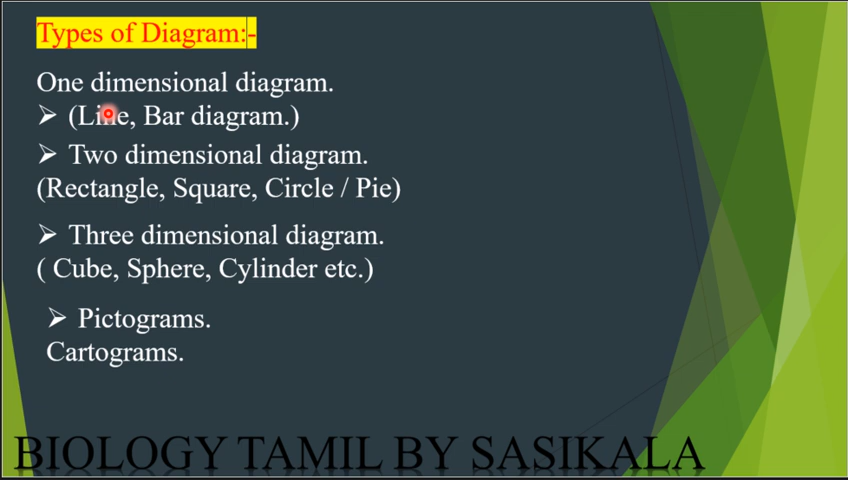 Types of Diagram:-
One dimensional diagram.
➢ (Line, Bar diagram.)
➢ Two dimensional diagram.
(Rectangle, Square, Circle / Pie)
➢ Three dimensional diagram.
( Cube, Sphere, Cylinder etc.)
➢ Pictograms.
Cartograms.
BIOLOGY TAMIL BY SASIKALA